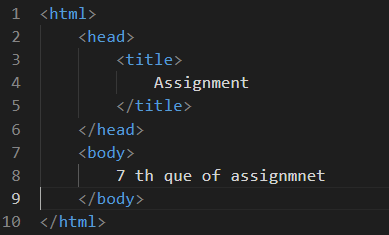 1 <html>
2 <head>
3 <title>
4 Assignment
5 </title>
6 </head>
7 <body>
8 7 th que of assignmnet
9 </body>
10 </html>